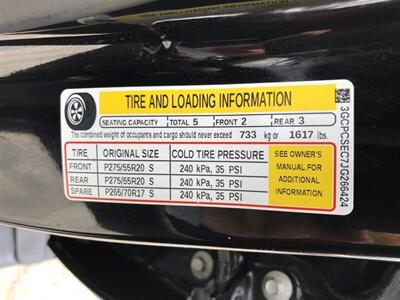 TIRE AND LOADING INFORMATION
SEATING CAPACITY TOTAL 5 FRONT 2 REAR 3
The combined weight of occupants and cargo should never exceed 733 kg or 1617 lbs.
TIRE ORIGINAL SIZE COLD TIRE PRESSURE
FRONT P275/55R20 S 240 kPa, 35 PSI
REAR P275/55R20 S 240 kPa, 35 PSI
SPARE P265/70R17 S 240 kPa, 35 PSI
SEE OWNER'S
MANUAL FOR
ADDITIONAL
INFORMATION
3GCPCSEC7JG266424